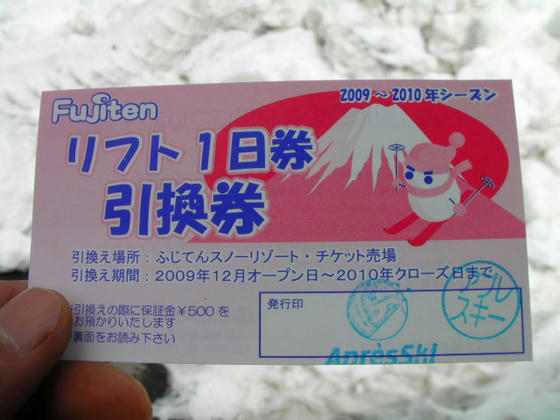 Fujiten
2009〜2010年シーズン
リフト1日券
引換券
引換え場所：ふじてんスノーリゾート・チケット売場
引換え期間：2009年12月オープン日〜2010年クローズ日まで
引換えの際に保証金¥500を
お預かりいたします
裏面をお読み下さい
発行印
アプレ
スキー
AprèsSki